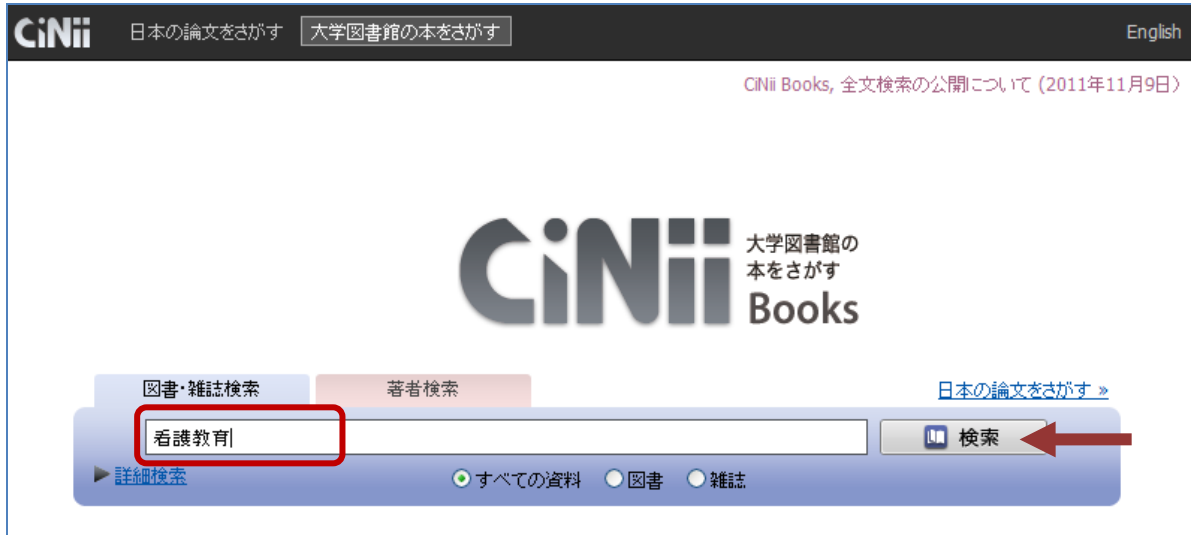 CiNii 日本の論文をさがす 大学図書館の本をさがす English
CiNii Books, 全文検索の公開について (2011年11月9日)
CiNii 大学図書館の
本をさがす
Books
図書・雑誌検索 著者検索 日本の論文をさがす »
看護教育 検索
詳細検索 すべての資料 図書 雑誌